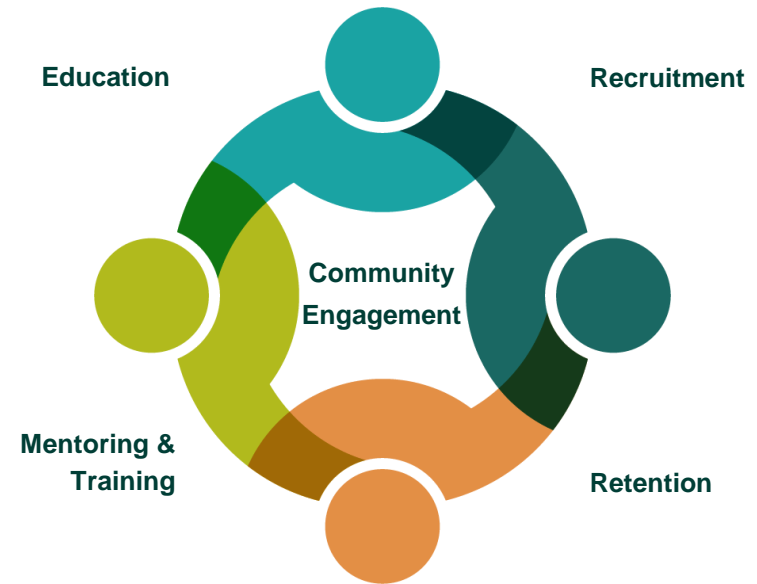 Education
Recruitment
Community
Engagement
Mentoring &
Training
Retention